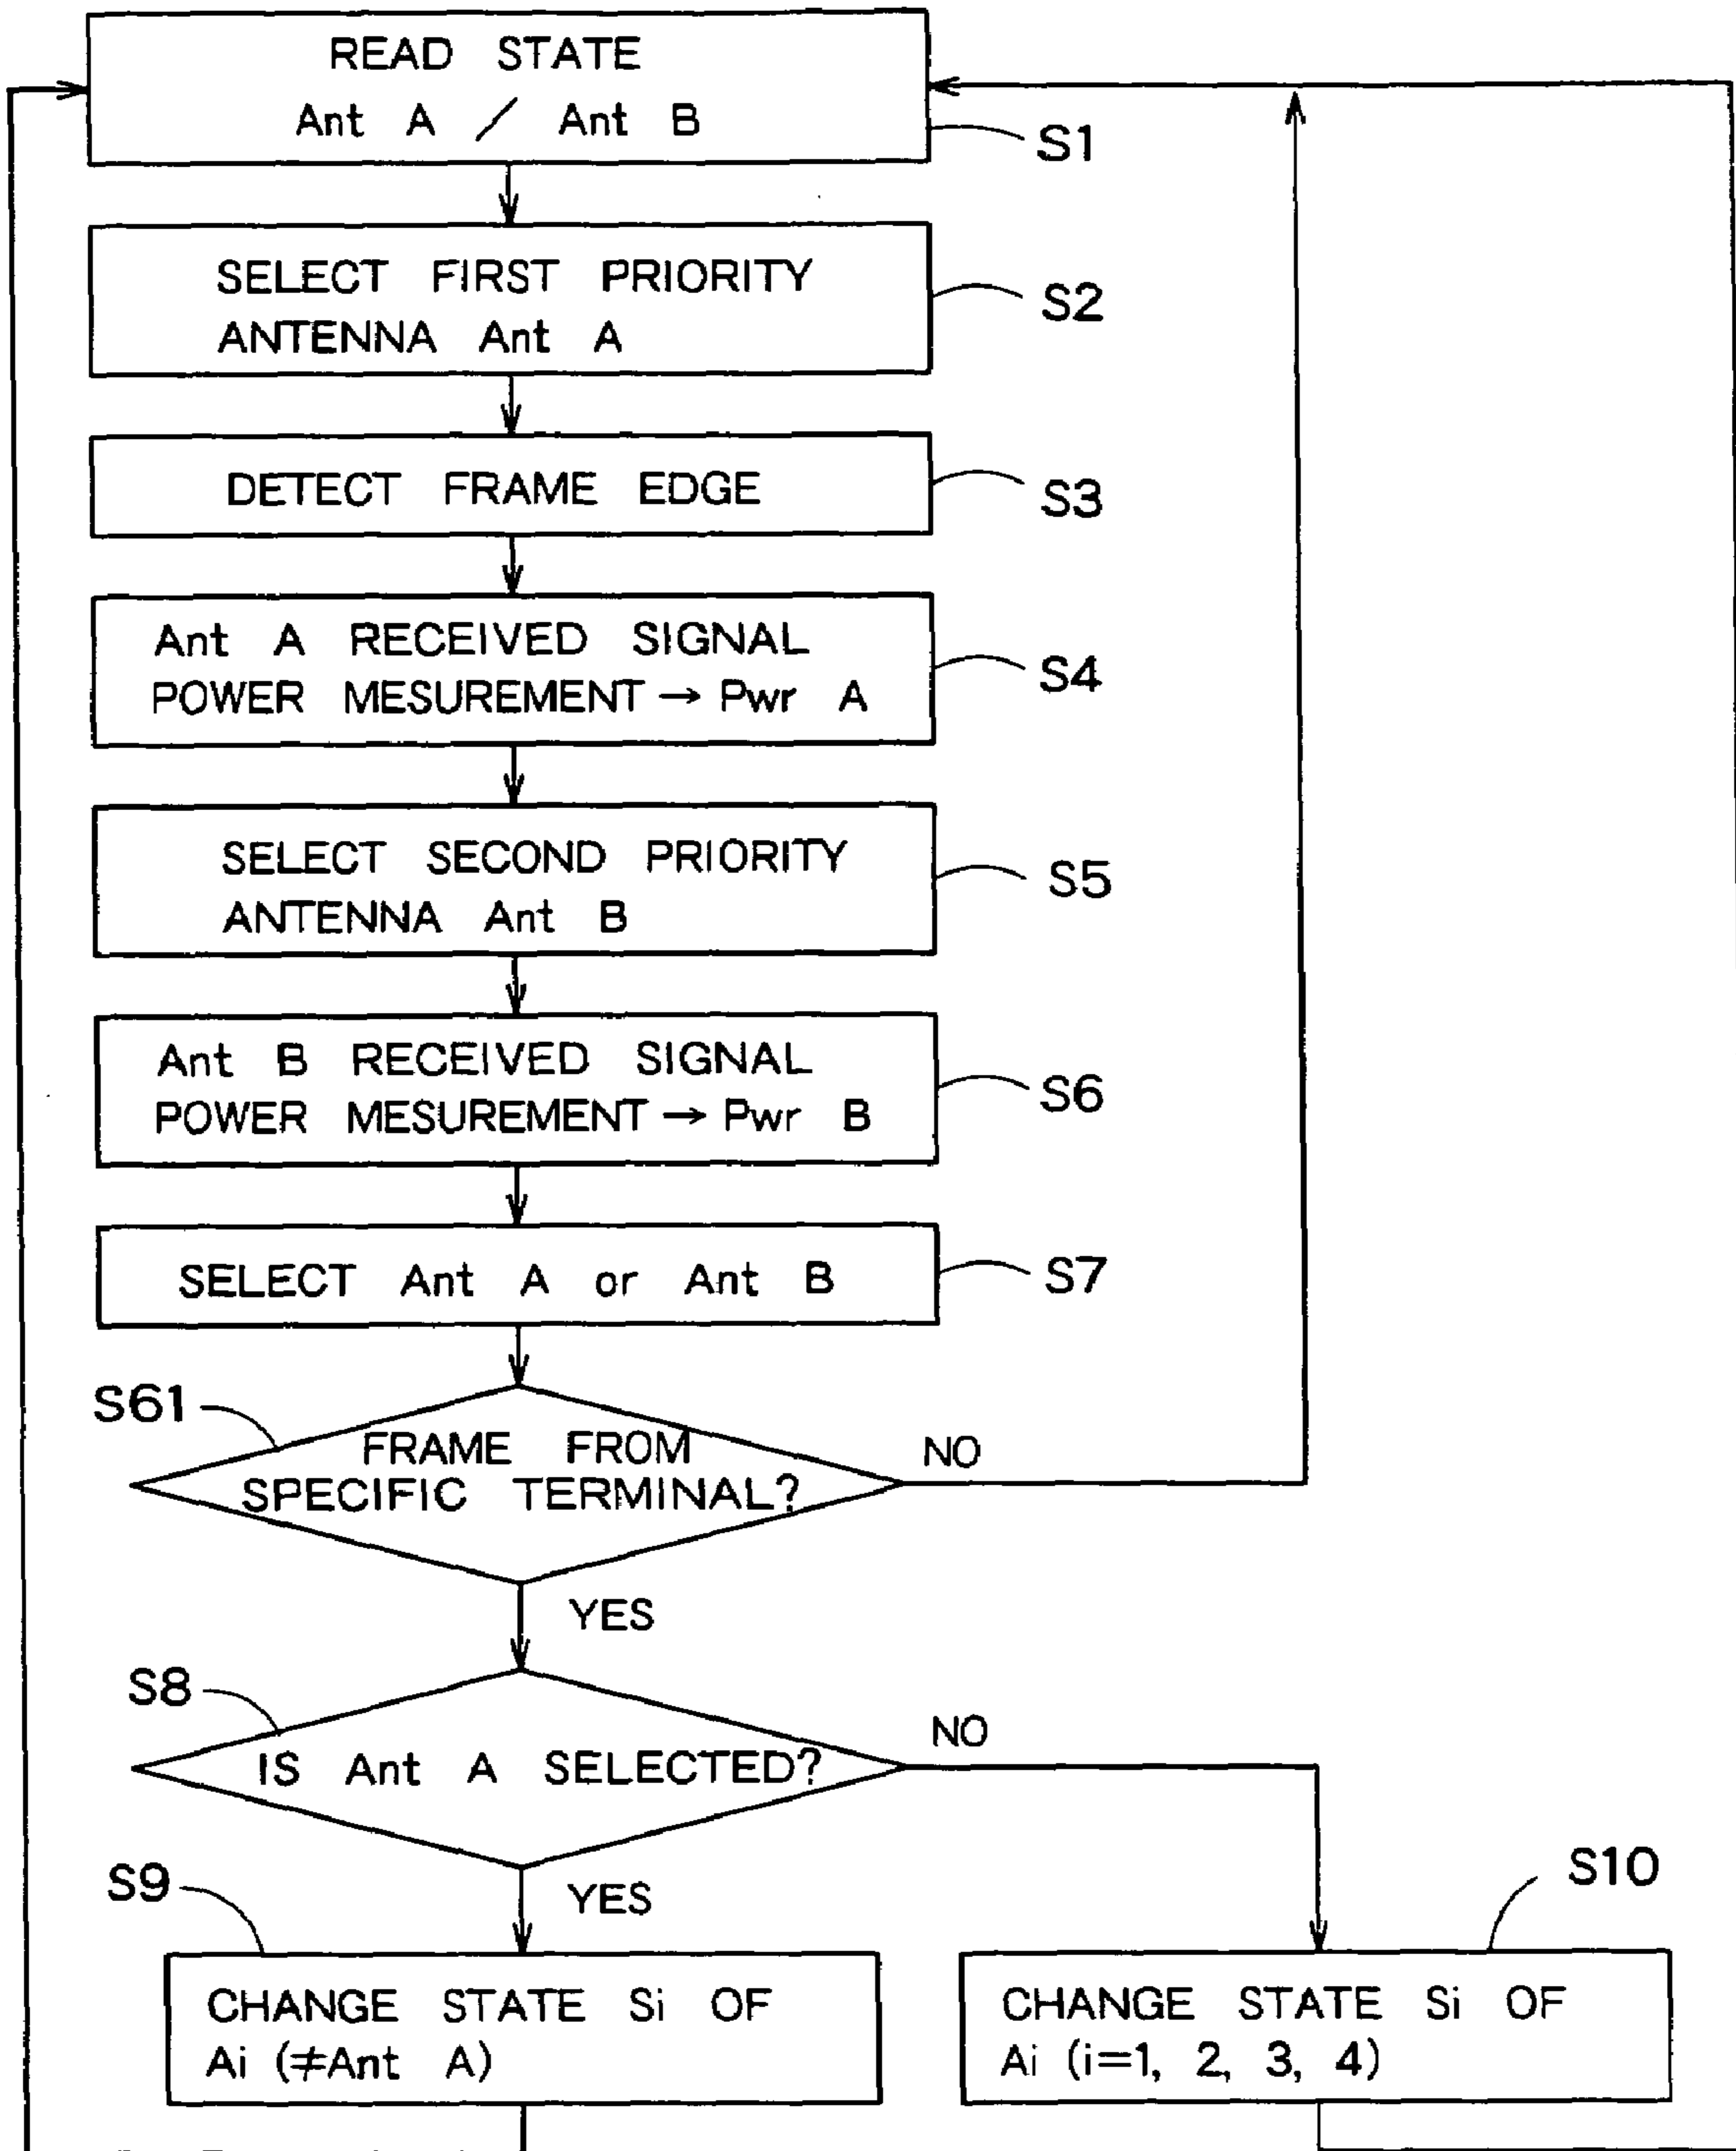 READ STATE
Ant A / Ant B
S1
SELECT FIRST PRIORITY
ANTENNA Ant A
S2
DETECT FRAME EDGE
S3
Ant A RECEIVED SIGNAL
POWER MESUREMENT → Pwr A
S4
SELECT SECOND PRIORITY
ANTENNA Ant B
S5
Ant B RECEIVED SIGNAL
POWER MESUREMENT → Pwr B
S6
SELECT Ant A or Ant B
S7
S61
FRAME FROM
SPECIFIC TERMINAL?
NO
YES
S8
IS Ant A SELECTED?
NO
YES
S9
CHANGE STATE Si OF
Ai (≠Ant A)
S10
CHANGE STATE Si OF
Ai (i=1, 2, 3, 4)